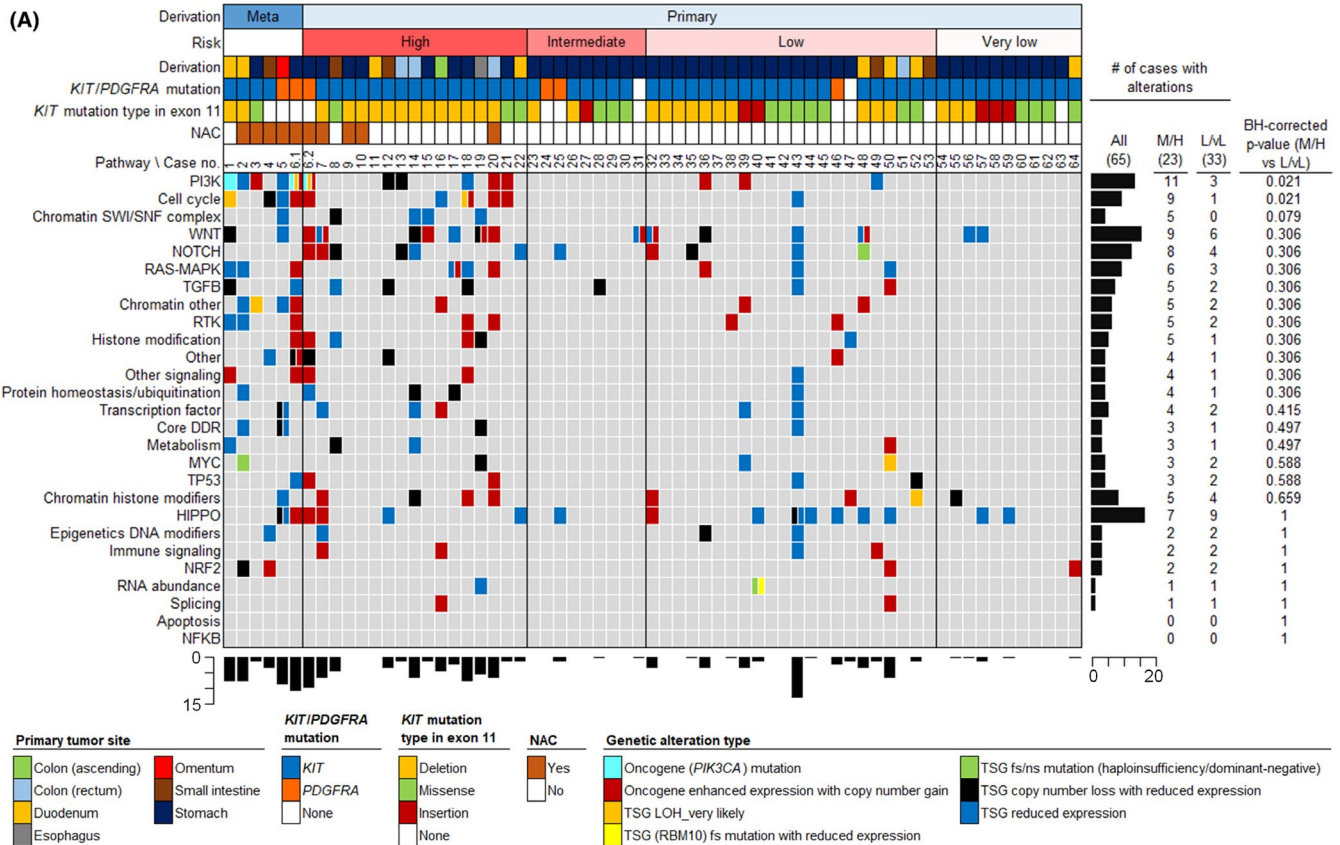 (A)
Derivation Meta Primary
Risk High Intermediate Low Very low
Derivation
KIT/PDGFRA mutation
KIT mutation type in exon 11
NAC
# of cases with
alterations
Pathway \ Case no. 1 2 3 4 5 6.1 6.2 7 8 9 10 11 12 13 14 15 16 17 18 19 20 21 22 23 24 25 26 27 28 29 30 31 32 33 34 35 36 37 38 39 40 41 42 43 44 45 46 47 48 49 50 51 52 53 54 55 56 57 58 59 60 61 62 63 64
All (65) M/H (23) L/vL (33) BH-corrected p-value (M/H vs L/vL)
PI3K 11 3 0.021
Cell cycle 9 1 0.021
Chromatin SWI/SNF complex 5 0 0.079
WNT 9 6 0.306
NOTCH 8 4 0.306
RAS-MAPK 6 3 0.306
TGFB 5 2 0.306
Chromatin other 5 2 0.306
RTK 5 2 0.306
Histone modification 5 1 0.306
Other 4 1 0.306
Other signaling 4 1 0.306
Protein homeostasis/ubiquitination 4 1 0.306
Transcription factor 4 2 0.415
Core DDR 3 1 0.497
Metabolism 3 1 0.497
MYC 3 2 0.588
TP53 3 2 0.588
Chromatin histone modifiers 5 4 0.659
HIPPO 7 9 1
Epigenetics DNA modifiers 2 2 1
Immune signaling 2 2 1
NRF2 2 2 1
RNA abundance 1 1 1
Splicing 1 1 1
Apoptosis 0 0 1
NFKB 0 0 1
0
15
0 20
Primary tumor site
Colon (ascending)
Colon (rectum)
Duodenum
Esophagus
Omentum
Small intestine
Stomach
KIT/PDGFRA
mutation
KIT
PDGFRA
None
KIT mutation
type in exon 11
Deletion
Missense
Insertion
None
NAC
Yes
No
Genetic alteration type
Oncogene (PIK3CA) mutation
Oncogene enhanced expression with copy number gain
TSG LOH_very likely
TSG (RBM10) fs mutation with reduced expression
TSG fs/ns mutation (haploinsufficiency/dominant-negative)
TSG copy number loss with reduced expression
TSG reduced expression